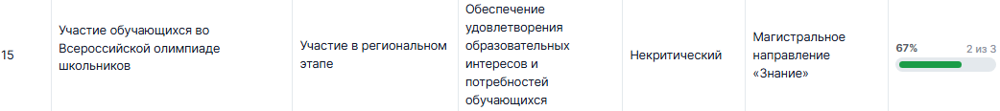 15
Участие обучающихся во
Всероссийской олимпиаде
школьников
Участие в региональном
этапе
Обеспечение
удовлетворения
образовательных
интересов и
потребностей
обучающихся
Некритический
Магистральное
направление
«Знание»
67%
2 из 3